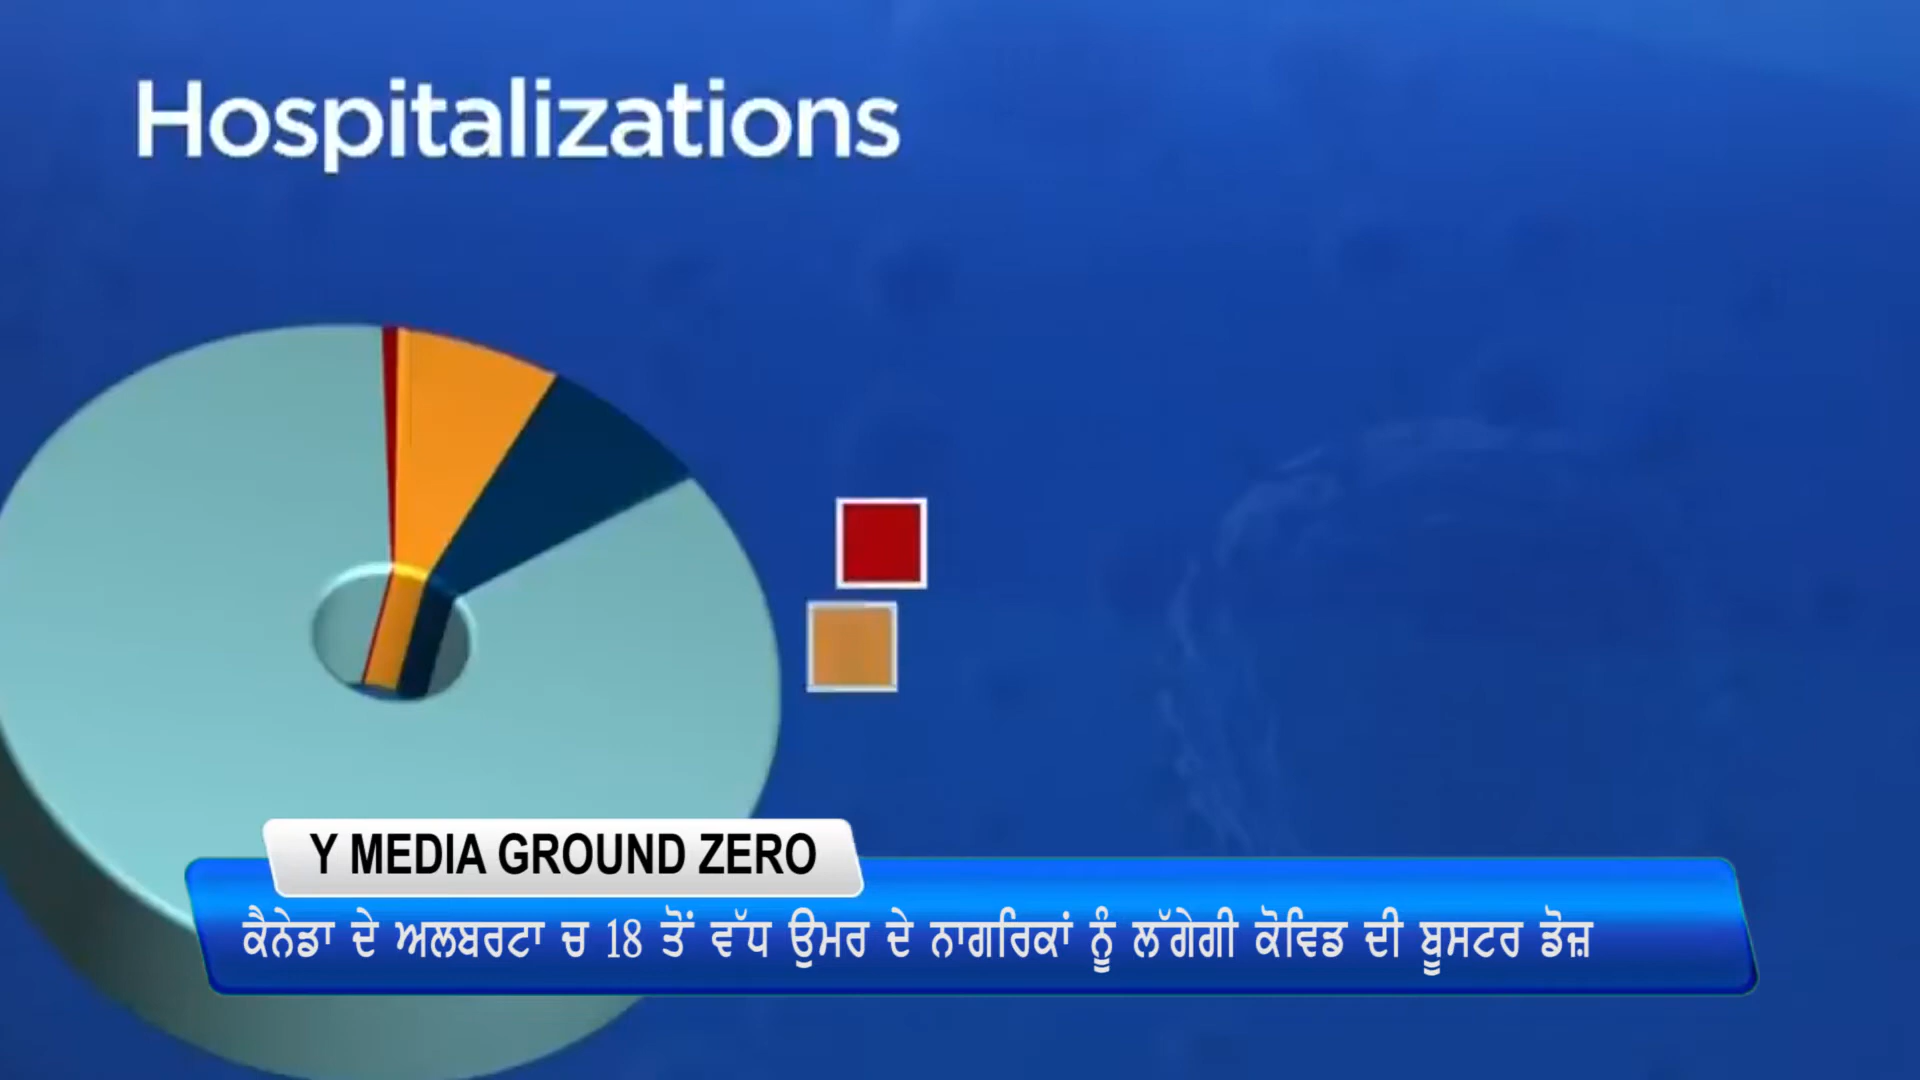 Hospitalizations
Y MEDIA GROUND ZERO
ਕੈਨੇਡਾ ਦੇ ਅਲਬਰਟਾ ਚ 18 ਤੋਂ ਵੱਧ ਉਮਰ ਦੇ ਨਾਗਰਿਕਾਂ ਨੂੰ ਲੱਗੇਗੀ ਕੋਵਿਡ ਦੀ ਬੂਸਟਰ ਡੋਜ਼